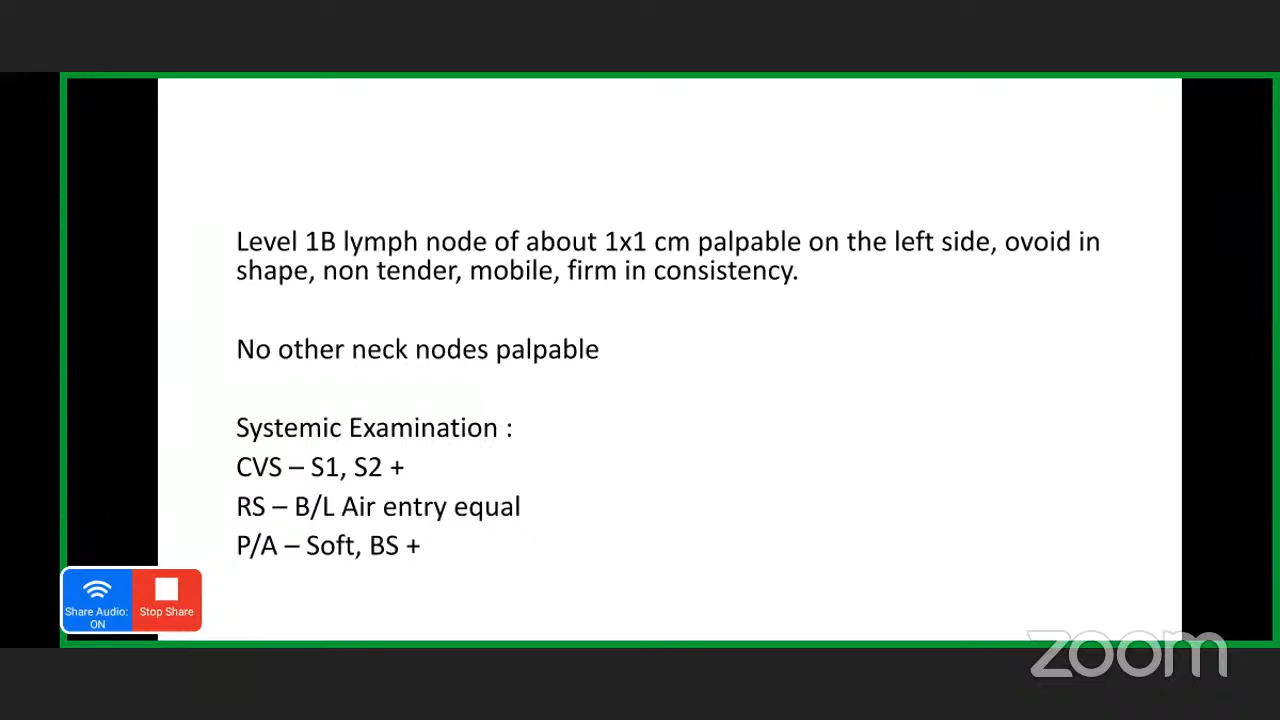 Level 1B lymph node of about 1x1 cm palpable on the left side, ovoid in
shape, non tender, mobile, firm in consistency.
No other neck nodes palpable
Systemic Examination :
CVS – S1, S2 +
RS – B/L Air entry equal
P/A – Soft, BS +
Share Audio:
ON
Stop Share
zoom